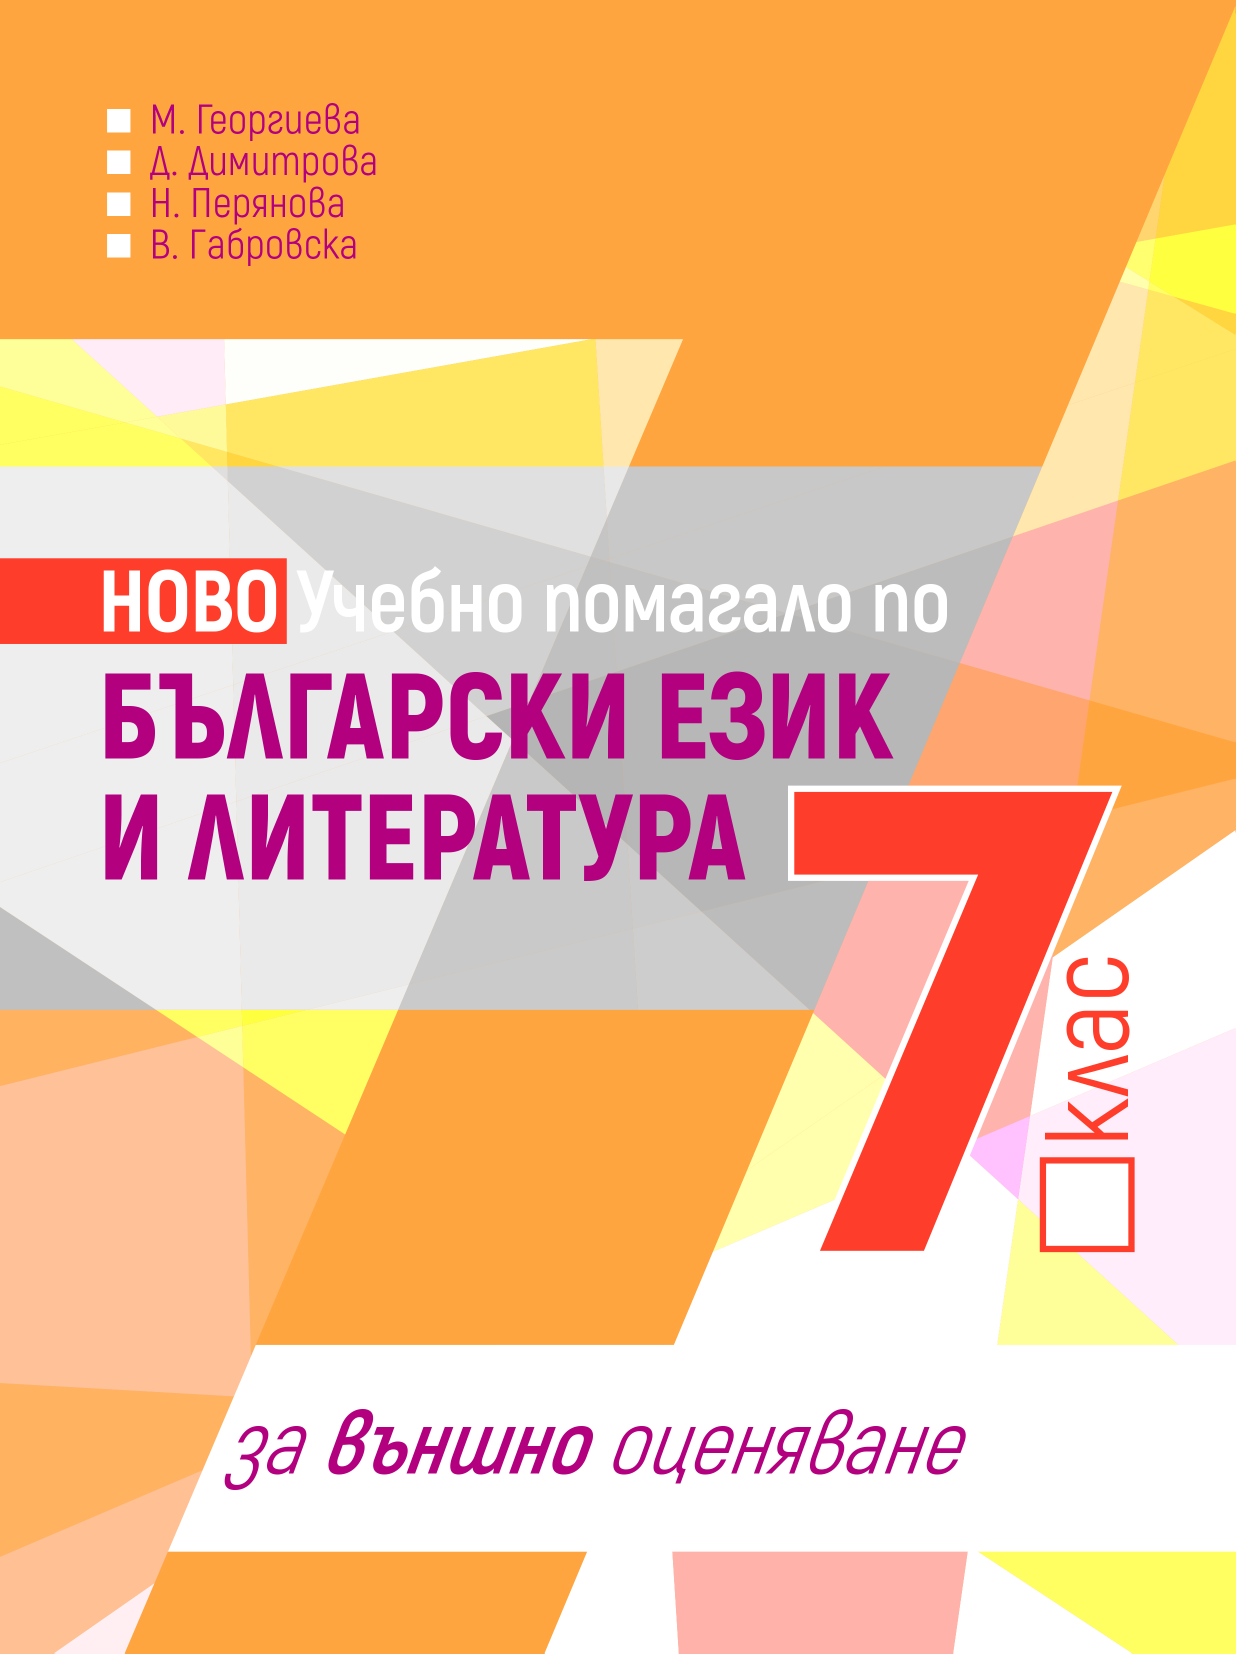 М. Георгиева
Д. Димитрова
Н. Перянова
В. Габровска
НОВО Учебно помагало по
БЪЛГАРСКИ ЕЗИК
И ЛИТЕРАТУРА
7
клас
за външно оценяване